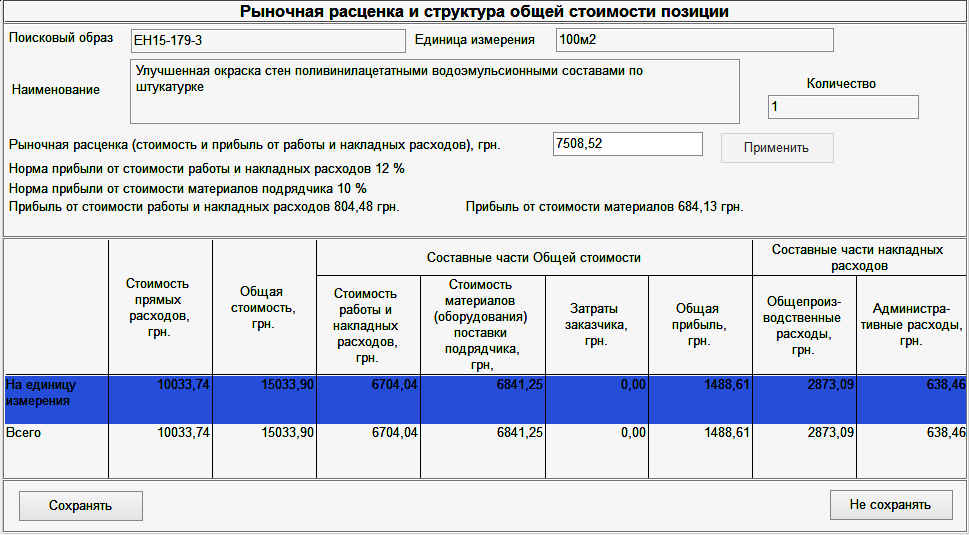 Рыночная расценка и структура общей стоимости позиции
Поисковый образ ЕН15-179-3 Единица измерения 100м2
Наименование
Улучшенная окраска стен поливинилацетатными водоэмульсионными составами по
штукатурке
Количество
1
Рыночная расценка (стоимость и прибыль от работы и накладных расходов), грн. 7508,52 Применить
Норма прибыли от стоимости работы и накладных расходов 12 %
Норма прибыли от стоимости материалов подрядчика 10 %
Прибыль от стоимости работы и накладных расходов 804,48 грн. Прибыль от стоимости материалов 684,13 грн.
Стоимость
прямых
расходов,
грн.
Общая
стоимость,
грн.
Составные части Общей стоимости
Стоимость
работы и
накладных
расходов,
грн.
Стоимость
материалов
(оборудования)
поставки
подрядчика,
грн,
Затраты
заказчика,
грн.
Общая
прибыль,
грн.
Составные части накладных
расходов
Общепроиз-
водственные
расходы,
грн.
Администра-
тивные расходы,
грн.
На единицу
измерения
10033,74 15033,90 6704,04 6841,25 0,00 1488,61 2873,09 638,46
Всего 10033,74 15033,90 6704,04 6841,25 0,00 1488,61 2873,09 638,46
Сохранять Не сохранять